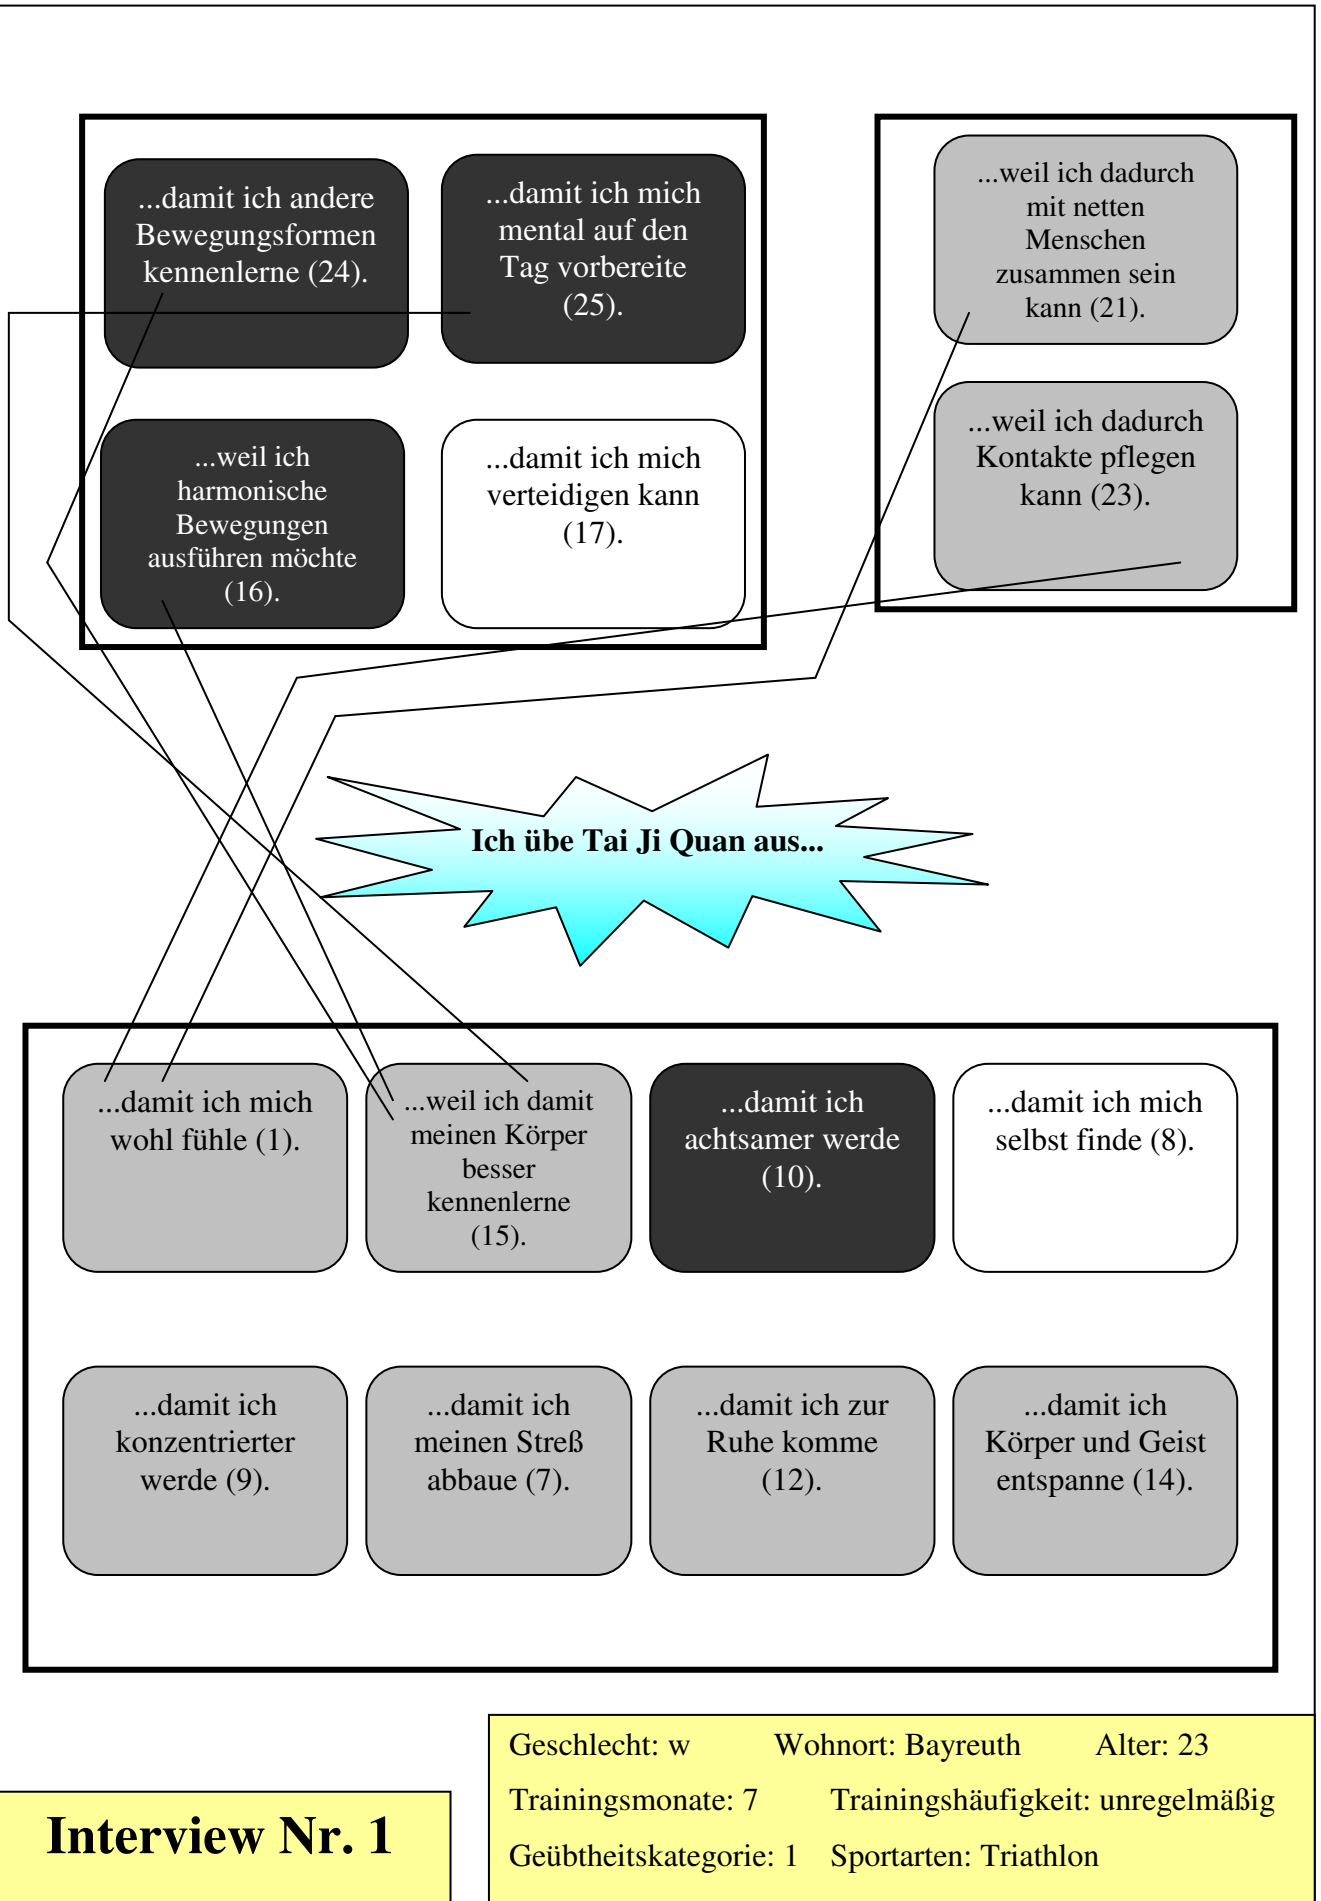 ...damit ich andere
Bewegungsformen
kennenlerne (24).
...damit ich mich
mental auf den
Tag vorbereite
(25).
...weil ich dadurch
mit netten
Menschen
zusammen sein
kann (21).
...weil ich
harmonische
Bewegungen
ausführen möchte
(16).
...damit ich mich
verteidigen kann
(17).
...weil ich dadurch
Kontakte pflegen
kann (23).
Ich übe Tai Ji Quan aus...
...damit ich mich
wohl fühle (1).
...weil ich damit
meinen Körper
besser
kennenlerne
(15).
...damit ich
achtsamer werde
(10).
...damit ich mich
selbst finde (8).
...damit ich
konzentrierter
werde (9).
...damit ich
meinen Streß
abbaue (7).
...damit ich zur
Ruhe komme
(12).
...damit ich
Körper und Geist
entspanne (14).
Interview Nr. 1
Geschlecht: w Wohnort: Bayreuth Alter: 23
Trainingsmonate: 7 Trainingshäufigkeit: unregelmäßig
Geübtheitskategorie: 1 Sportarten: Triathlon